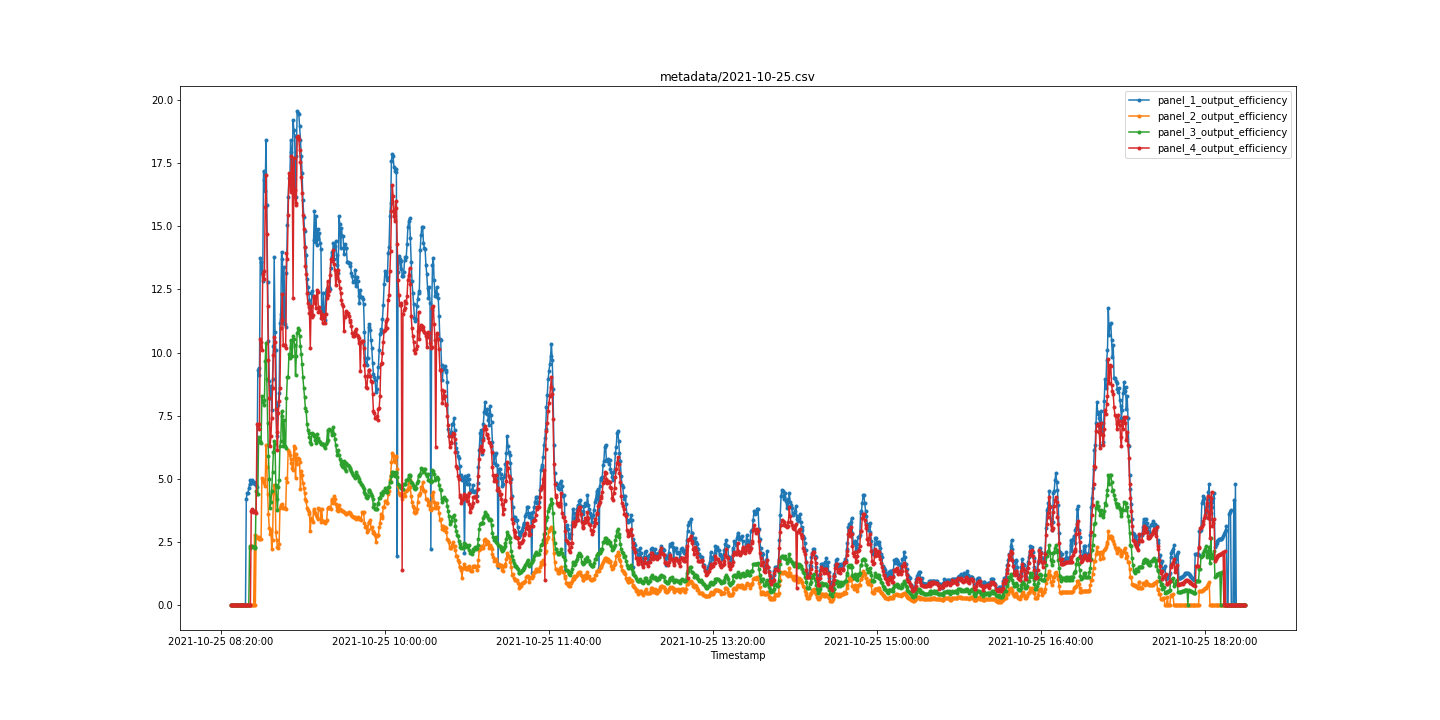 metadata/2021-10-25.csv
20.0
17.5
15.0
12.5
10.0
7.5
5.0
2.5
0.0
panel_1_output_efficiency
panel_2_output_efficiency
panel_3_output_efficiency
panel_4_output_efficiency
2021-10-25 08:20:00 2021-10-25 10:00:00 2021-10-25 11:40:00 2021-10-25 13:20:00 2021-10-25 15:00:00 2021-10-25 16:40:00 2021-10-25 18:20:00
Timestamp